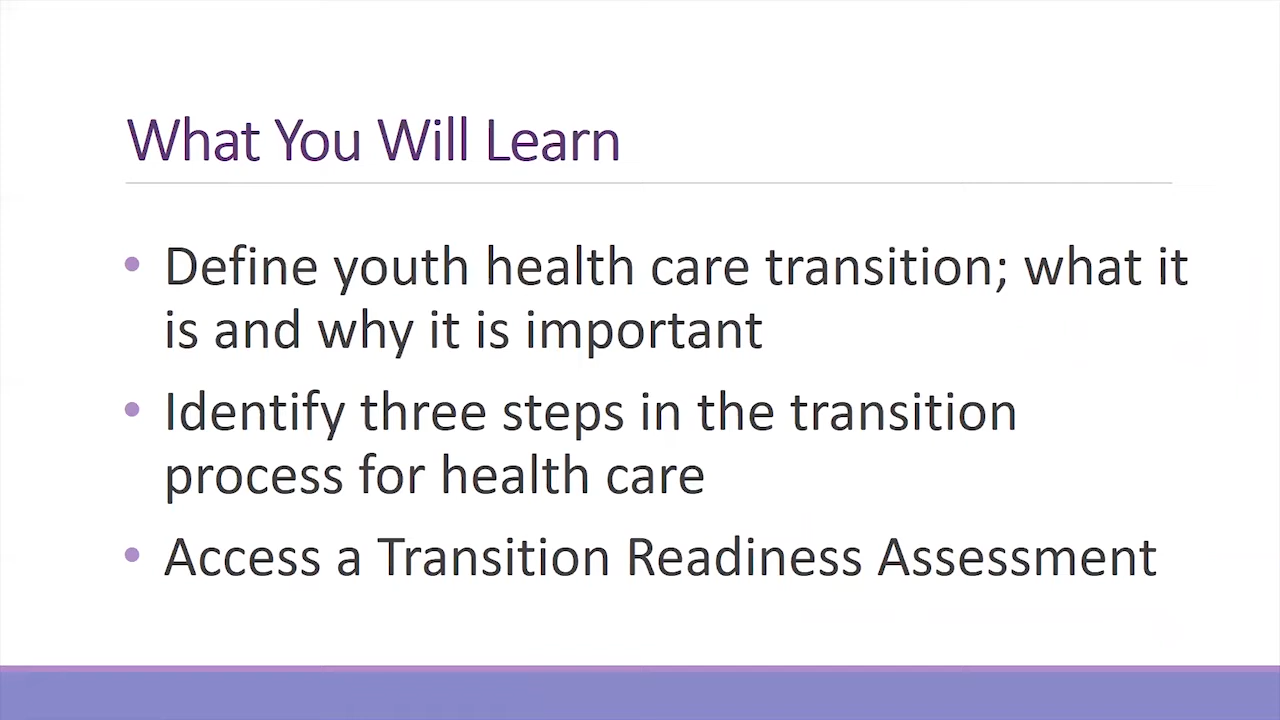 What You Will Learn
• Define youth health care transition; what it
is and why it is important
• Identify three steps in the transition
process for health care
• Access a Transition Readiness Assessment